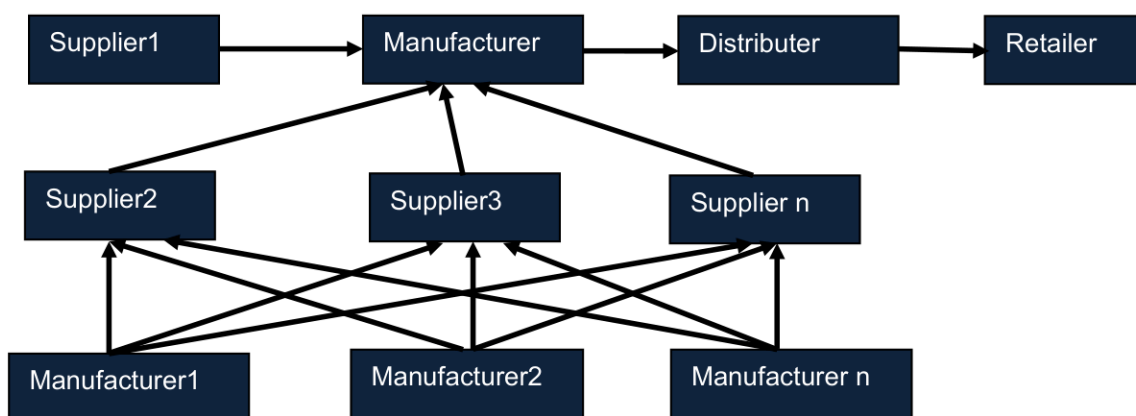 Supplier1
Manufacturer
Distributer
Retailer
Supplier2
Supplier3
Supplier n
Manufacturer1
Manufacturer2
Manufacturer n